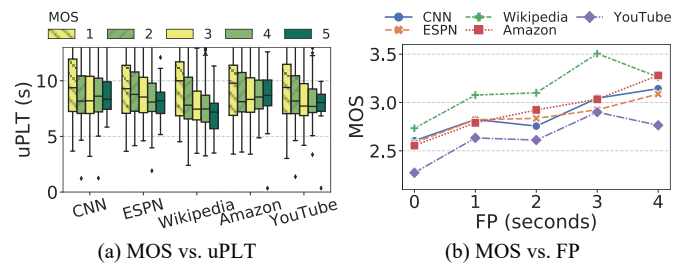 MOS
1 2 3 4 5
10
5
0
uPLT (s)
CNN ESPN Wikipedia Amazon YouTube
(a) MOS vs. uPLT
CNN Wikipedia YouTube
ESPN Amazon
3.5
3.0
2.5
MOS
0 1 2 3 4
FP (seconds)
(b) MOS vs. FP